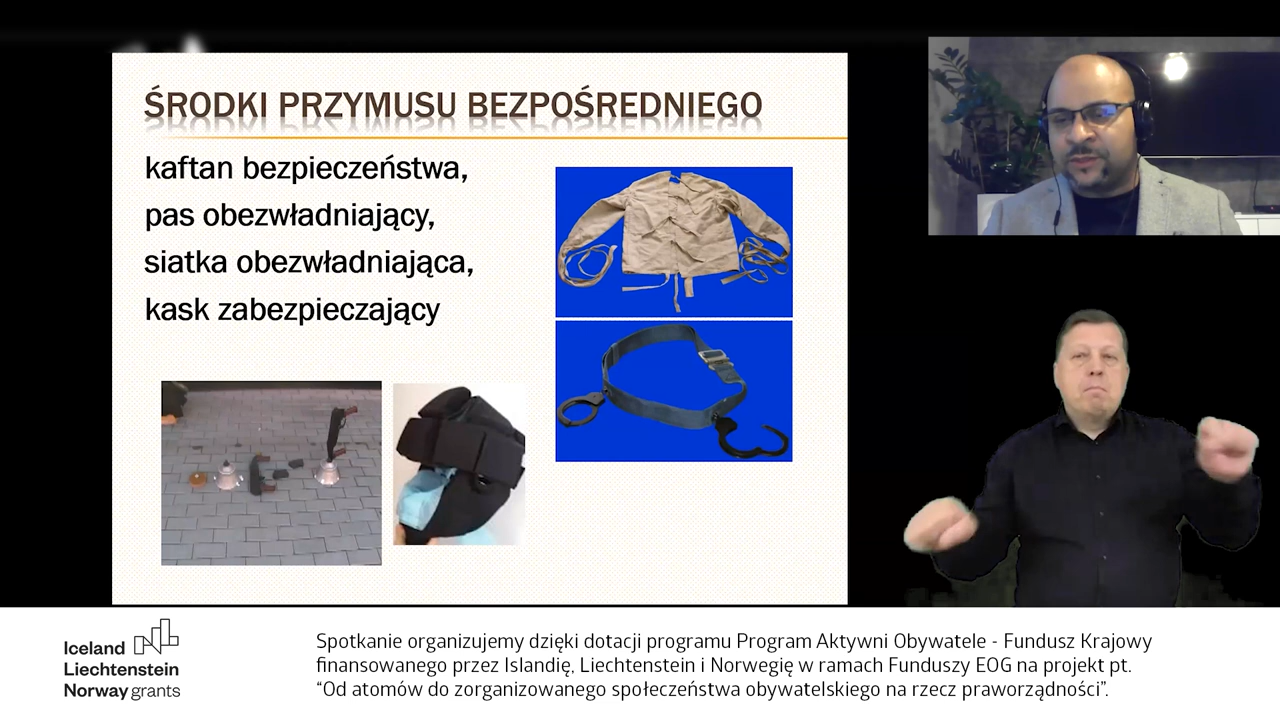 ŚRODKI PRZYMUSU BEZPOŚREDNIEGO
kaftan bezpieczeństwa,
pas obezwładniający,
siatka obezwładniająca,
kask zabezpieczający
Iceland
Liechtenstein
Norway grants
Spotkanie organizujemy dzięki dotacji programu Program Aktywni Obywatele - Fundusz Krajowy
finansowanego przez Islandię, Liechtenstein i Norwegię w ramach Funduszy EOG na projekt pt.
“Od atomów do zorganizowanego społeczeństwa obywatelskiego na rzecz praworządności”.